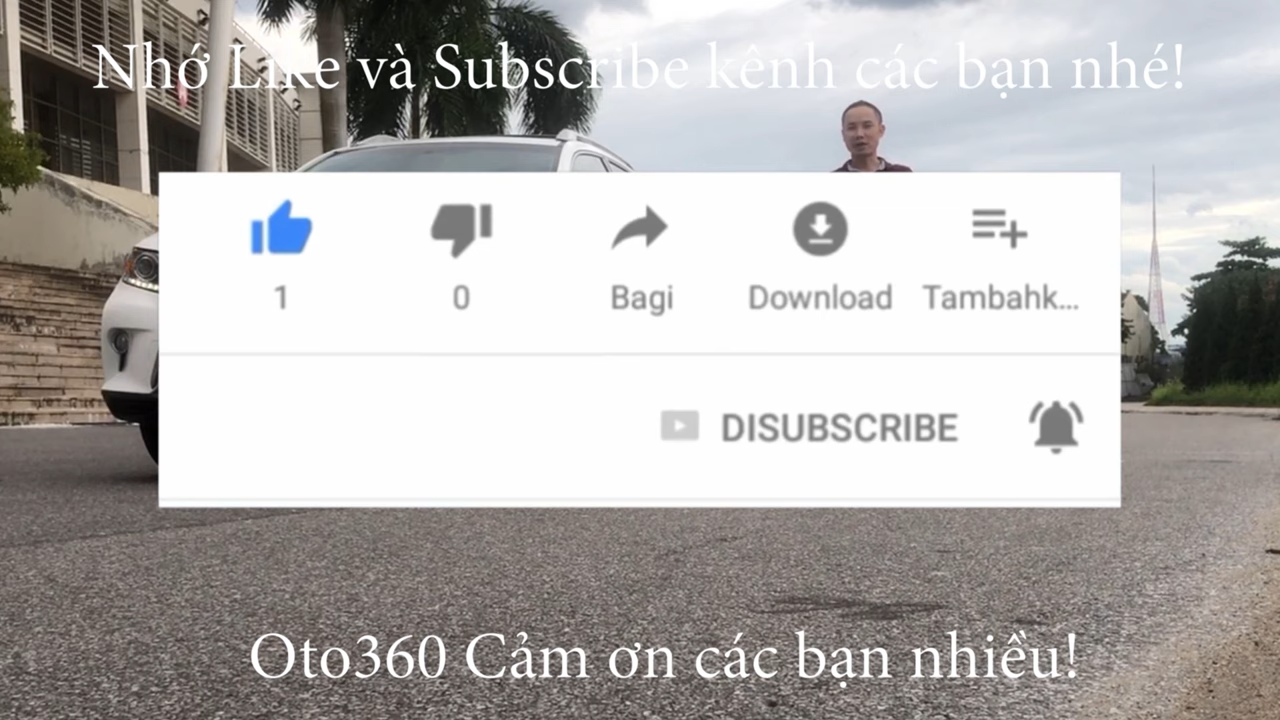 Nhớ Like và Subscribe kênh các bạn nhé!
1 0 Bagi Download Tambahk...
DISUBSCRIBE
Oto360 Cảm ơn các bạn nhiều!